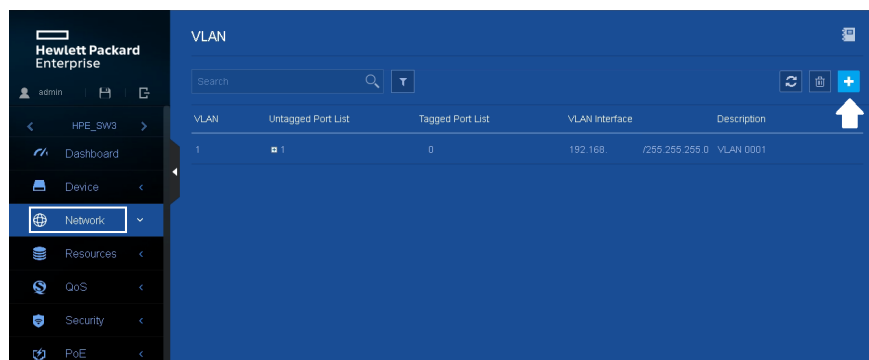 Hewlett Packard
Enterprise
admin
HPE_SW3
Dashboard
Device
Network
Resources
QoS
Security
PoE
VLAN
Search
VLAN Untagged Port List Tagged Port List VLAN Interface Description
1 1 0 192.168. /255.255.255.0 VLAN 0001